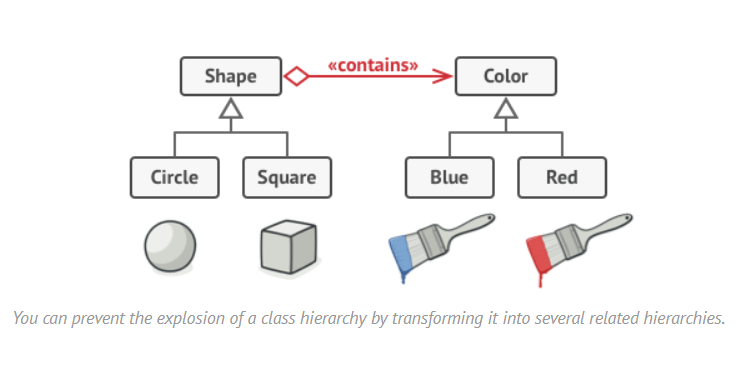 «contains»
Shape
Color
Circle
Square
Blue
Red
You can prevent the explosion of a class hierarchy by transforming it into several related hierarchies.